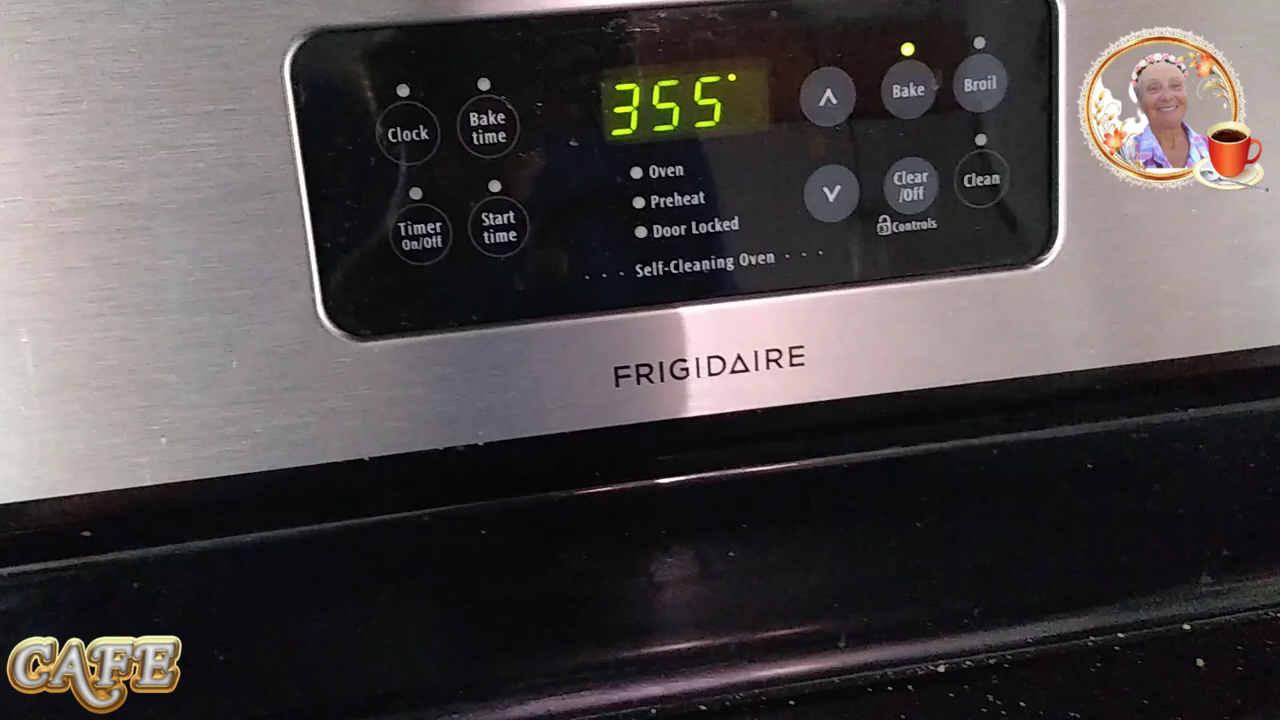 355°
Clock
Bake
time
Timer
On/Off
Start
time
Oven
Preheat
Door Locked
Self-Cleaning Oven
Bake
Broil
Clear
/Off
Clean
Controls
FRIGIDAIRE
CAFE